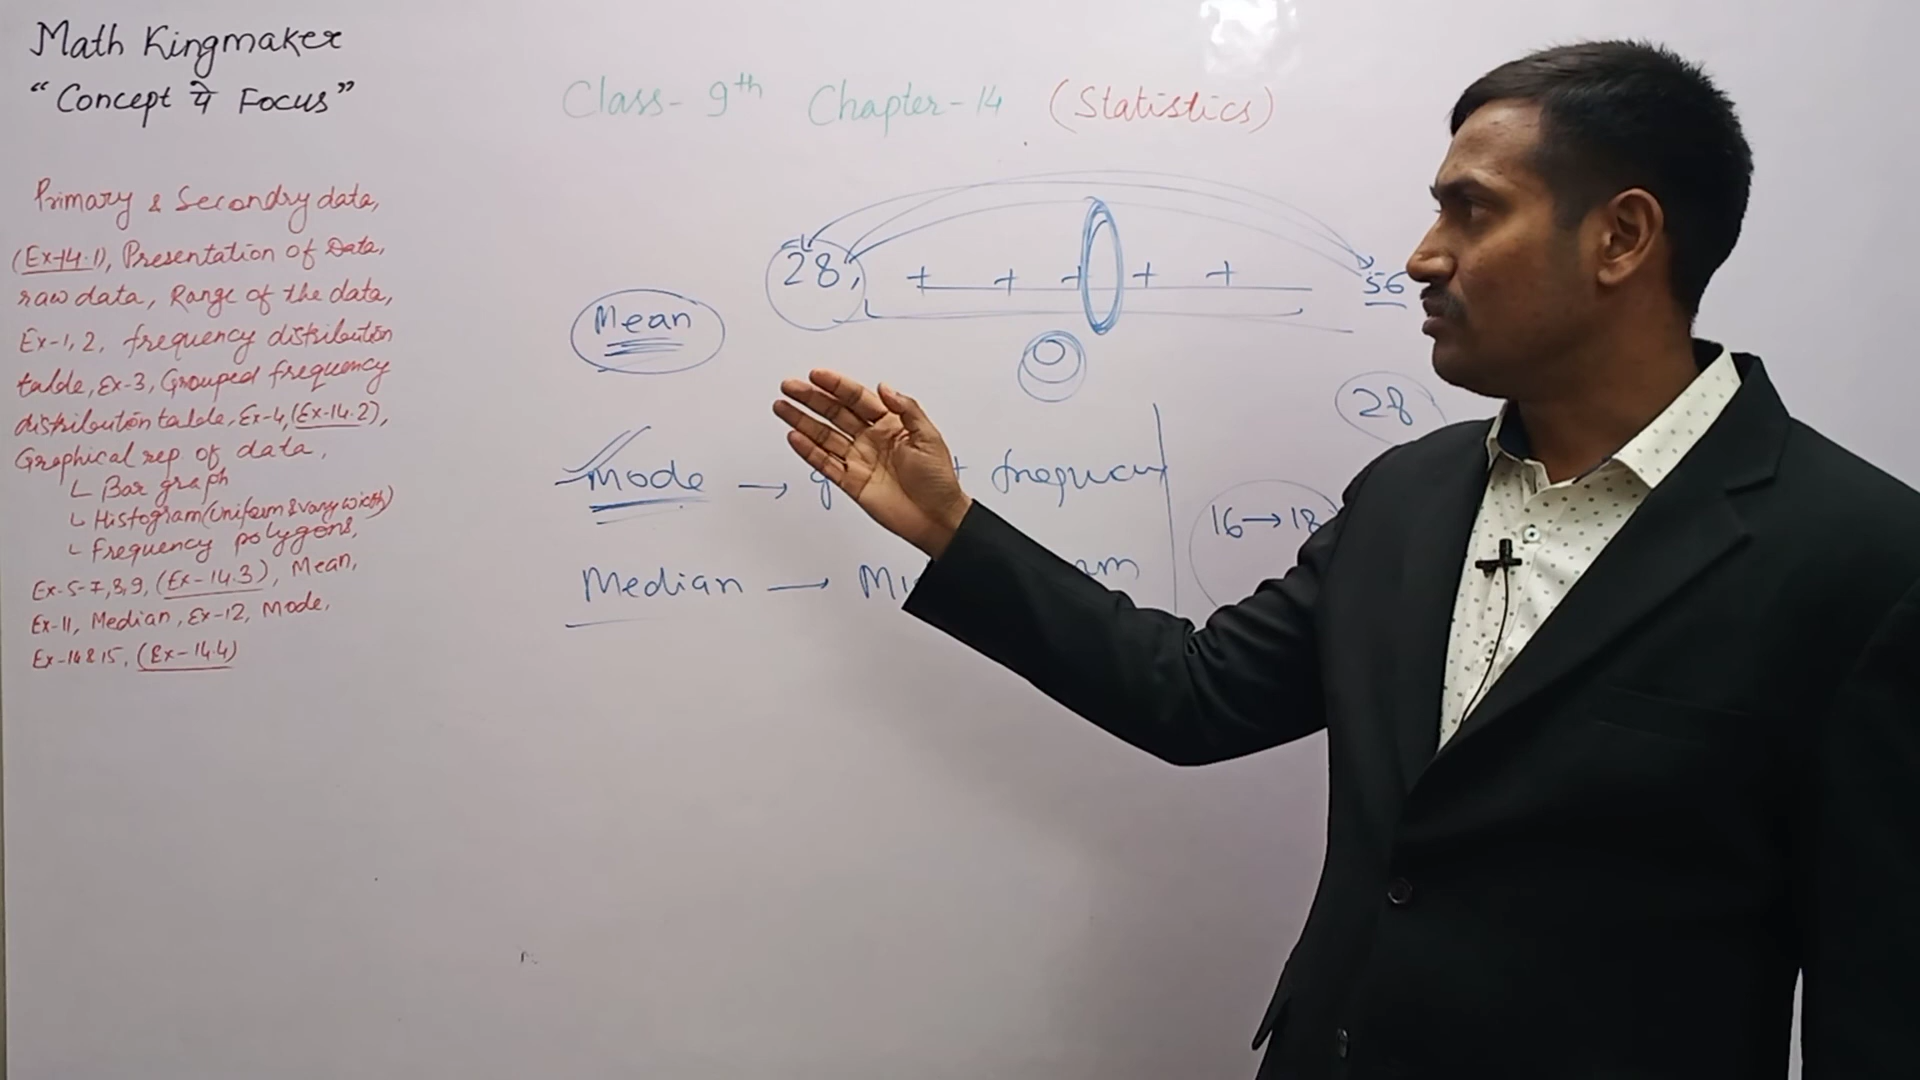 Math Kingmaker
“Concept पे Focus”
Class- 9th Chapter-14 (Statistics)
Primary & Secondry data,
(Ex-14.1), Presentation of Data,
raw data, Range of the data,
Ex-1, 2, frequency distribution
table, Ex-3, Grouped frequency
distribution table, Ex-4, (Ex-14.2),
Graphical rep of data,
Bar graph
Histogram (Uniform & vary width)
Frequency polygons,
Ex-5-7,8,9, (Ex-14.3), Mean,
Ex-11, Median, Ex-12, Mode,
Ex-14&15, (Ex-14.4)
28, + + + + + 56
Mean
28
Mode → frequency
16→18
Median →